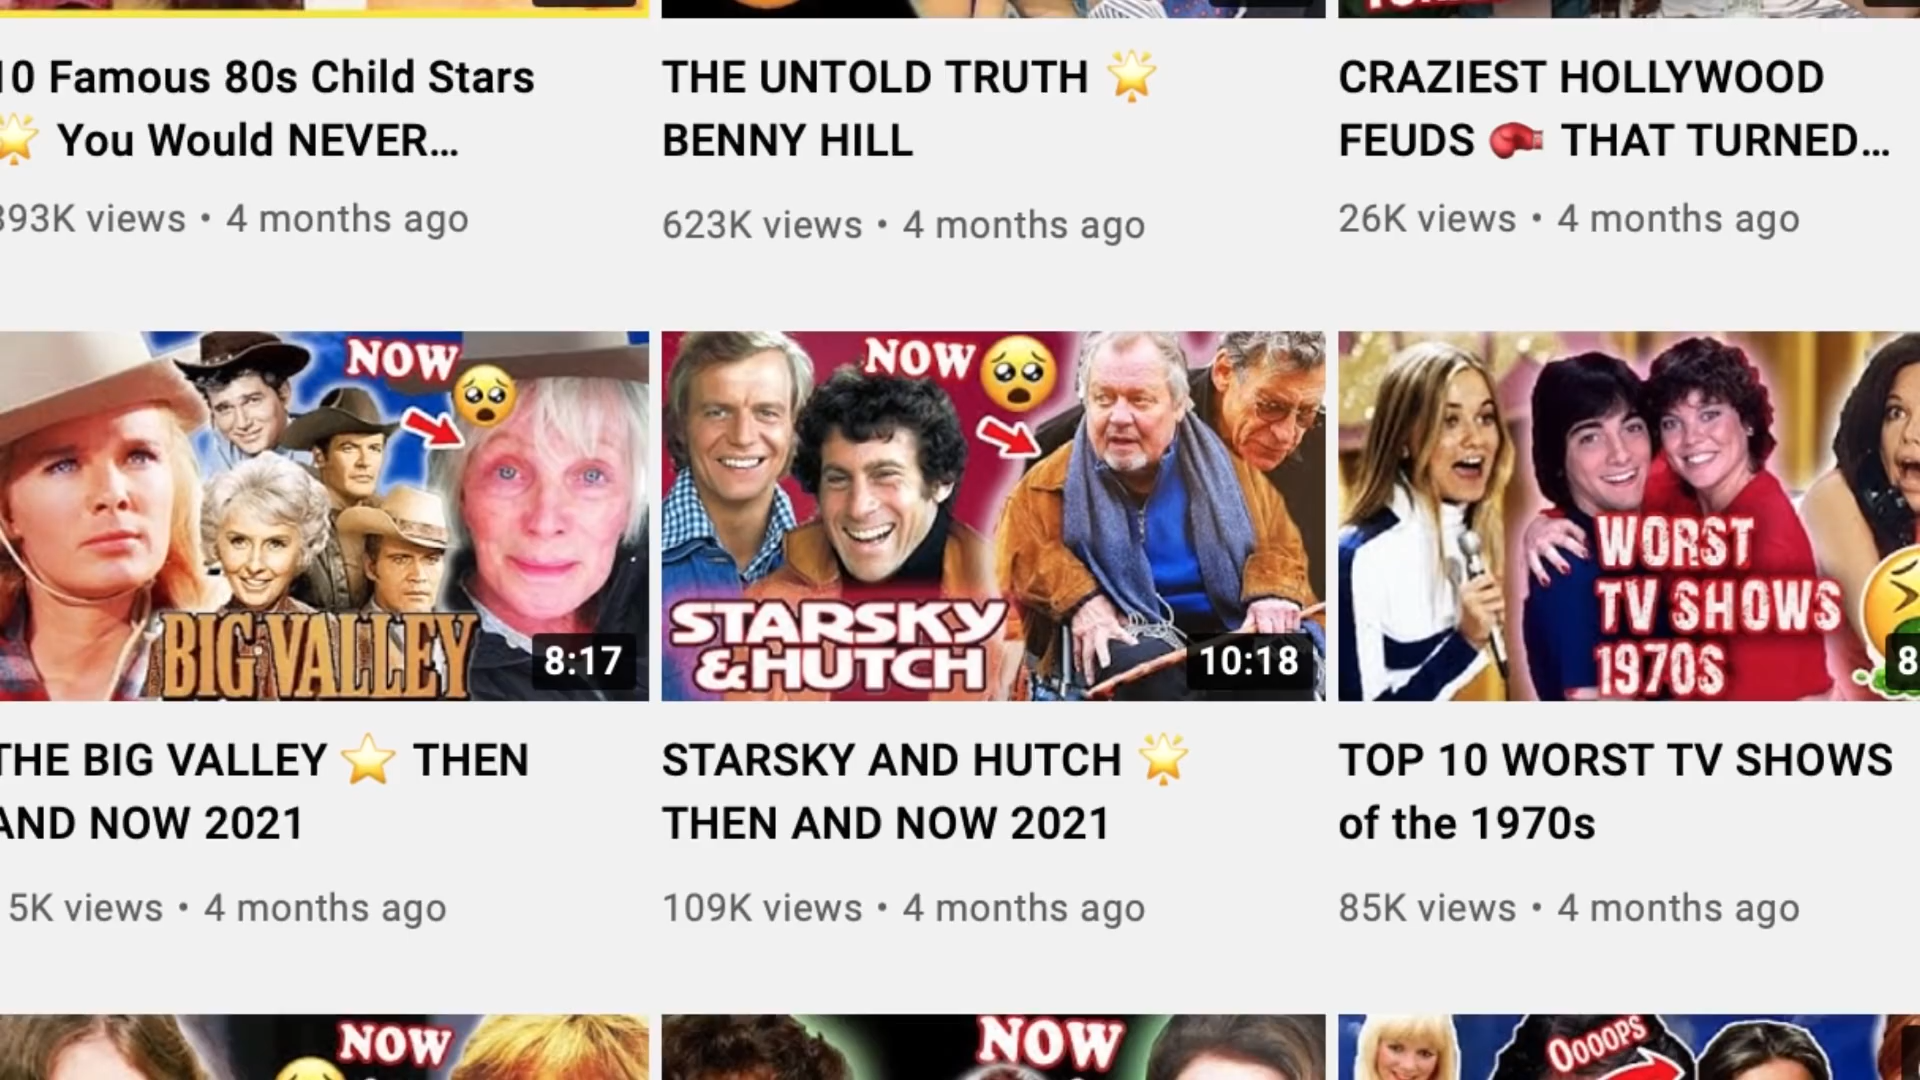 10 Famous 80s Child Stars
🌟 You Would NEVER...
393K views • 4 months ago
THE UNTOLD TRUTH 🌟
BENNY HILL
623K views • 4 months ago
CRAZIEST HOLLYWOOD
FEUDS 🥊 THAT TURNED...
26K views • 4 months ago
NOW
BIG VALLEY
8:17
NOW
STARSKY
& HUTCH
10:18
WORST
TV SHOWS
1970S
8
THE BIG VALLEY ⭐ THEN
AND NOW 2021
5K views • 4 months ago
STARSKY AND HUTCH 🌟
THEN AND NOW 2021
109K views • 4 months ago
TOP 10 WORST TV SHOWS
of the 1970s
85K views • 4 months ago
NOW
NOW
OOOOPS